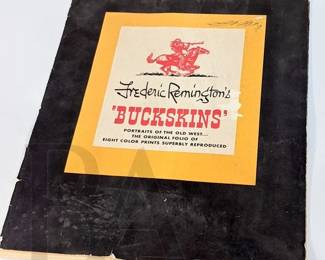 Frederic Remington's
"BUCKSKINS"
PORTRAITS OF THE OLD WEST...
THE ORIGINAL FOLIO OF
EIGHT COLOR PRINTS SUPERBLY REPRODUCED